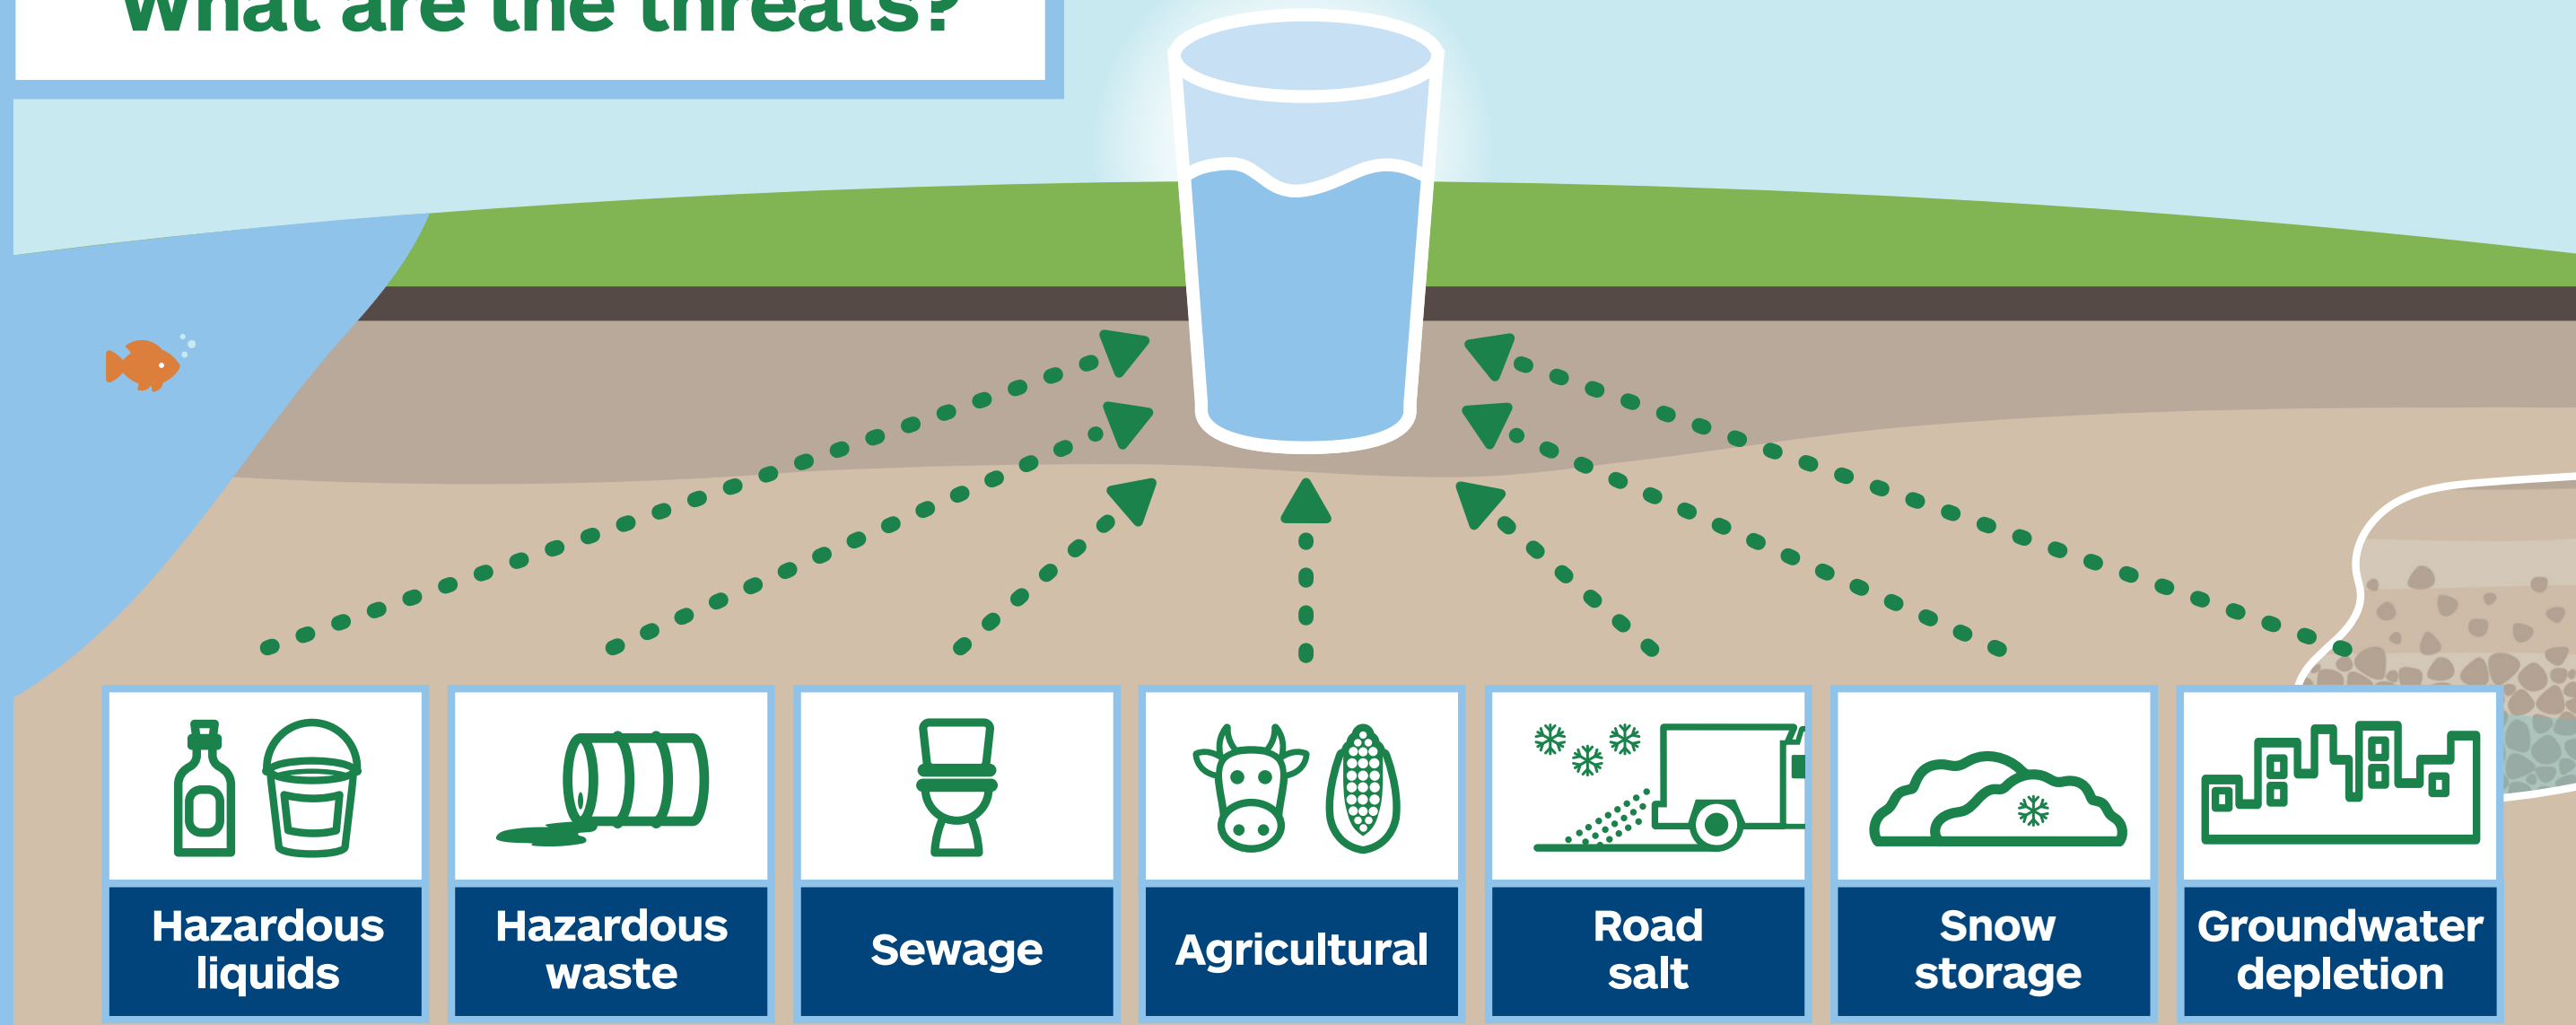 What are the threats?
Hazardous
liquids
Hazardous
waste
Sewage
Agricultural
Road
salt
Snow
storage
Groundwater
depletion